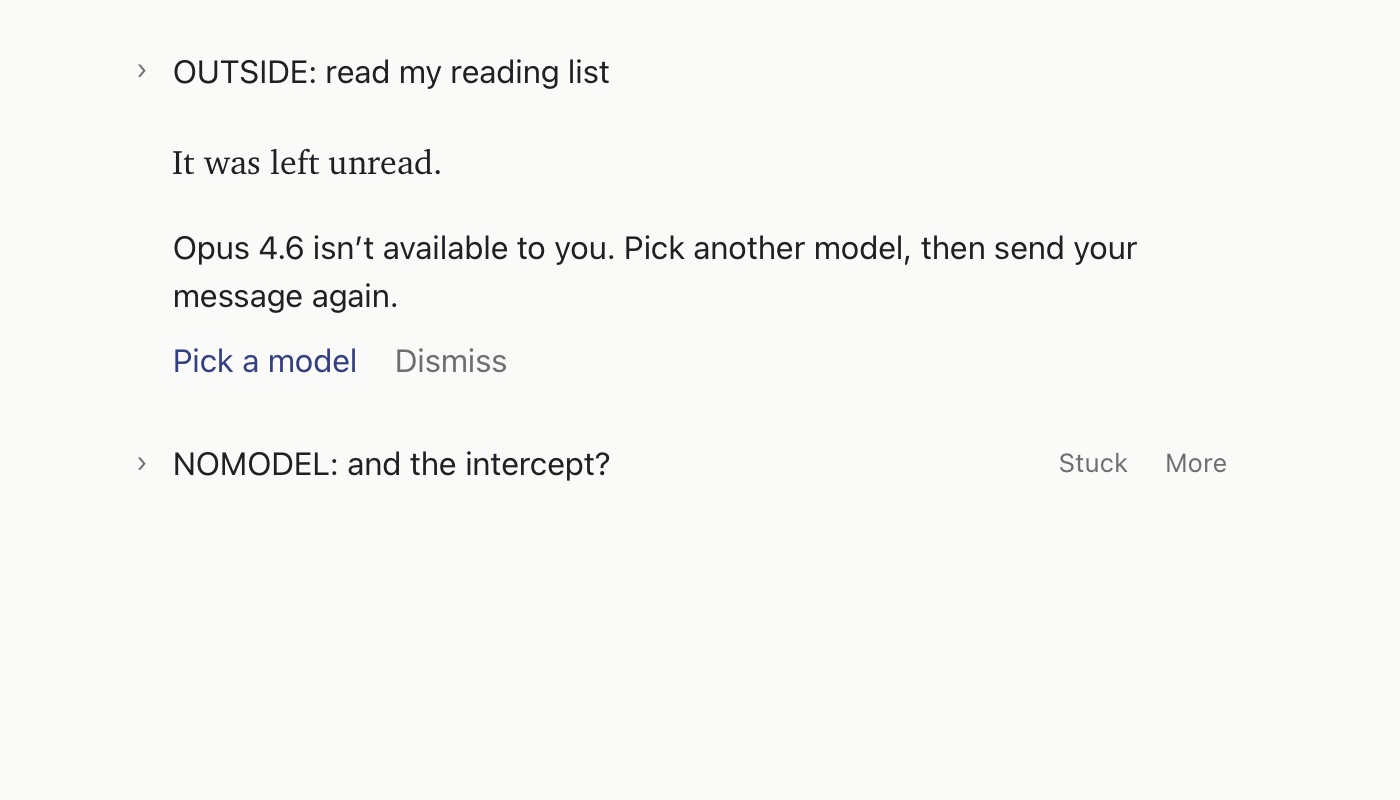 › OUTSIDE: read my reading list
It was left unread.
Opus 4.6 isn’t available to you. Pick another model, then send your
message again.
Pick a model Dismiss
› NOMODEL: and the intercept? Stuck More